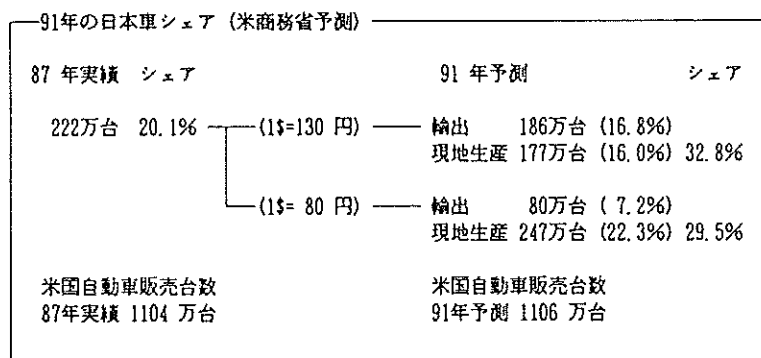 91年の日本車シェア (米商務省予測)
87 年実績 シェア 91 年予測 シェア
222万台 20.1% (1$=130 円) 輸出 186万台 (16.8%)
現地生産 177万台 (16.0%) 32.8%
(1$= 80 円) 輸出 80万台 ( 7.2%)
現地生産 247万台 (22.3%) 29.5%
米国自動車販売台数 米国自動車販売台数
87年実績 1104 万台 91年予測 1106 万台